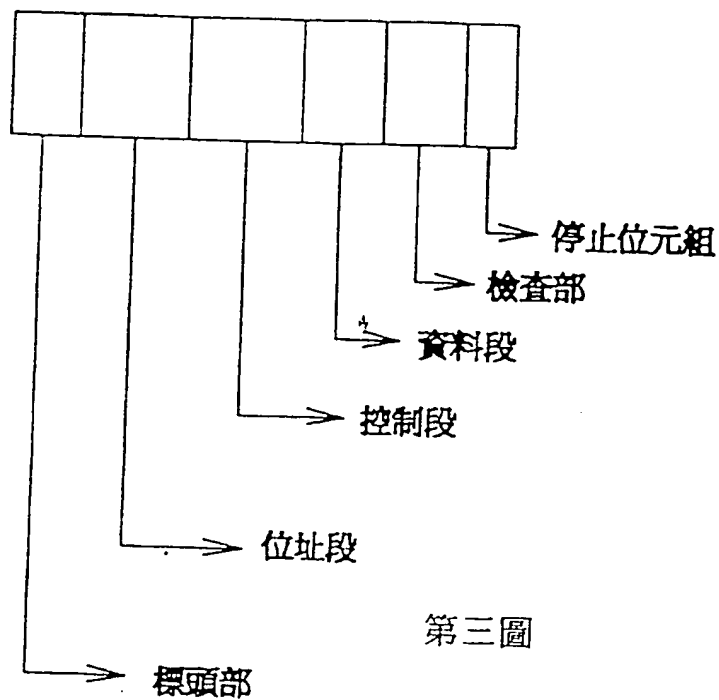 停止位元組
檢查部
資料段
控制段
位址段
第三圖
標頭部